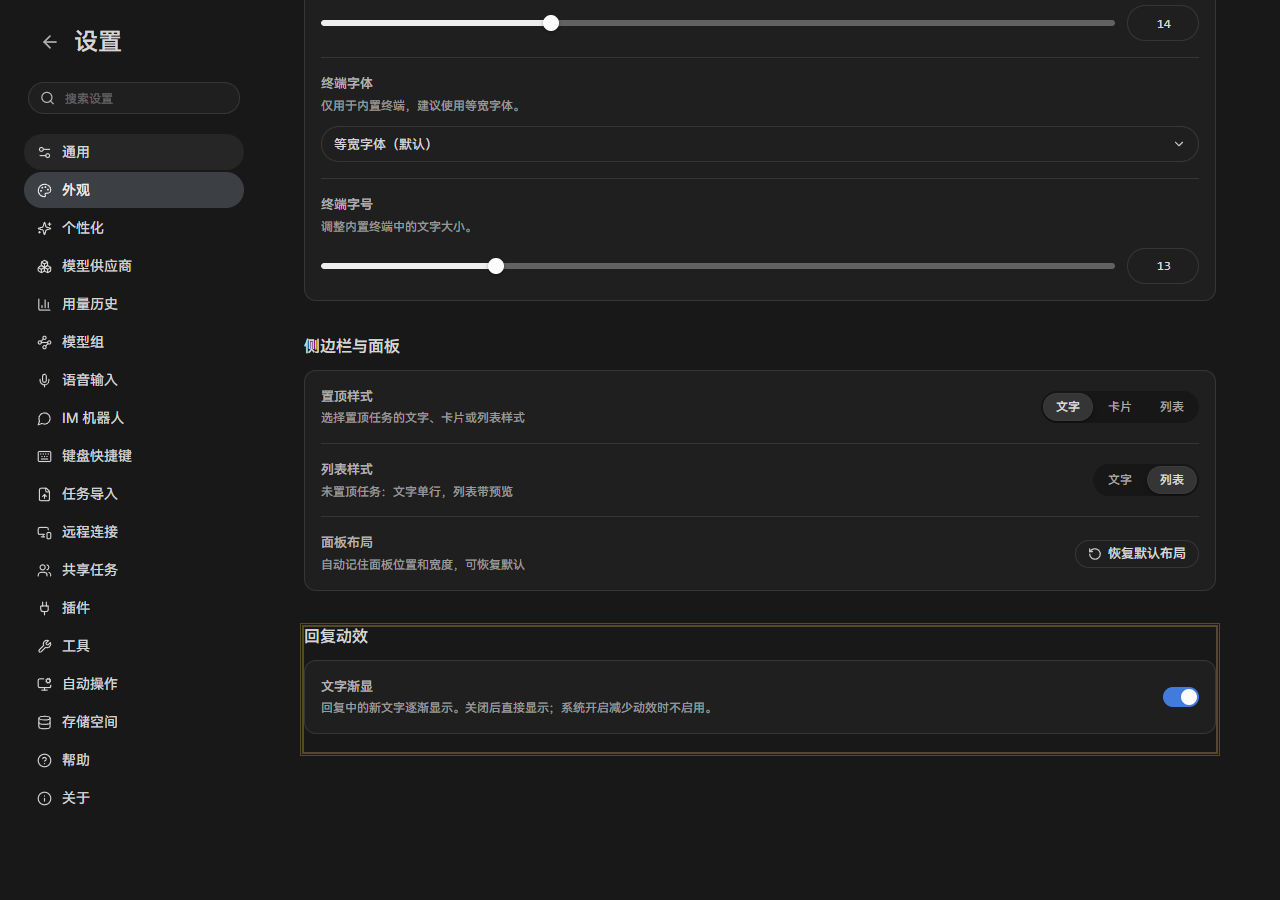 设置
搜索设置
通用
外观
个性化
模型供应商
用量历史
模型组
语音输入
IM 机器人
键盘快捷键
任务导入
远程连接
共享任务
插件
工具
自动操作
存储空间
帮助
关于
14
终端字体
仅用于内置终端，建议使用等宽字体。
等宽字体（默认）
终端字号
调整内置终端中的文字大小。
13
侧边栏与面板
置顶样式
选择置顶任务的文字、卡片或列表样式
文字 卡片 列表
列表样式
未置顶任务：文字单行，列表带预览
文字 列表
面板布局
自动记住面板位置和宽度，可恢复默认
恢复默认布局
回复动效
文字渐显
回复中的新文字逐渐显示。关闭后直接显示；系统开启减少动效时不启用。